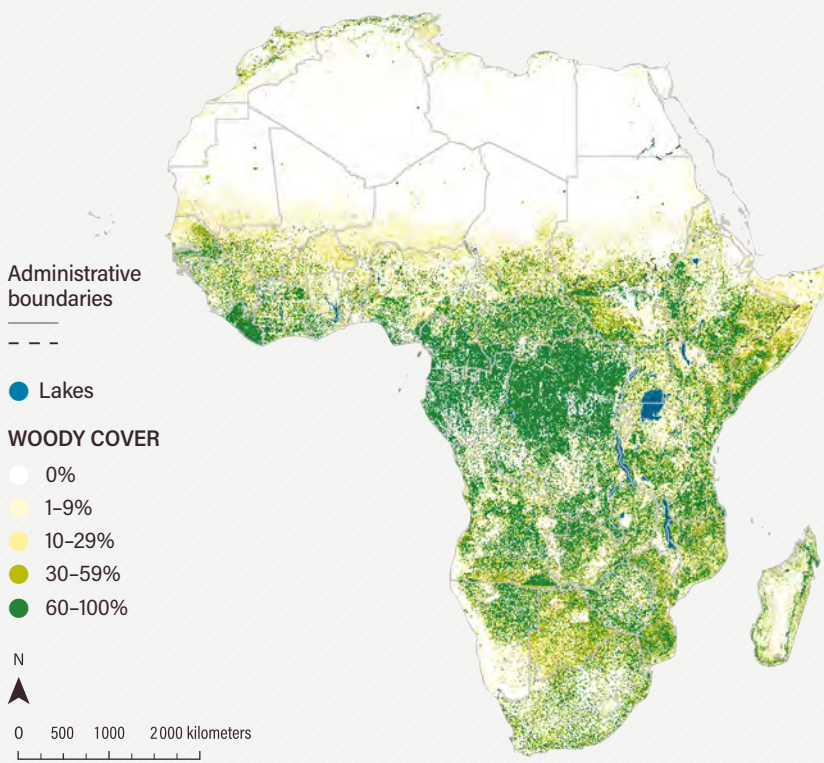 Administrative
boundaries
Lakes
WOODY COVER
0%
1–9%
10–29%
30–59%
60–100%
N
0 500 1000 2000 kilometers